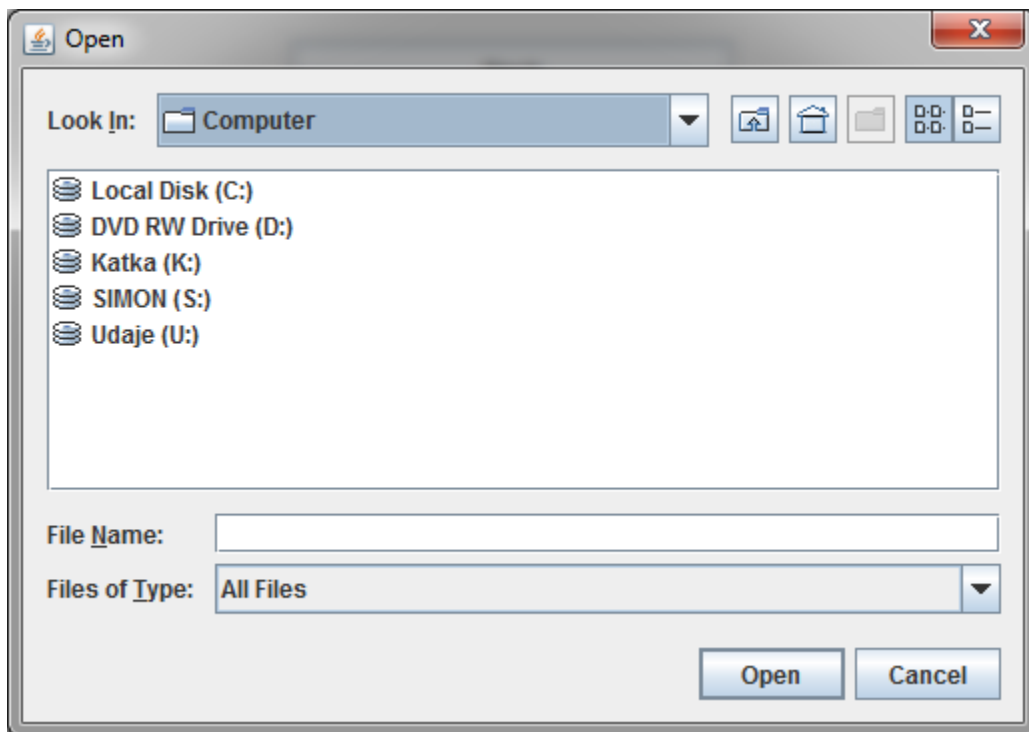 Open
Look In: Computer
Local Disk (C:)
DVD RW Drive (D:)
Katka (K:)
SIMON (S:)
Udaje (U:)
File Name:
Files of Type: All Files
Open Cancel